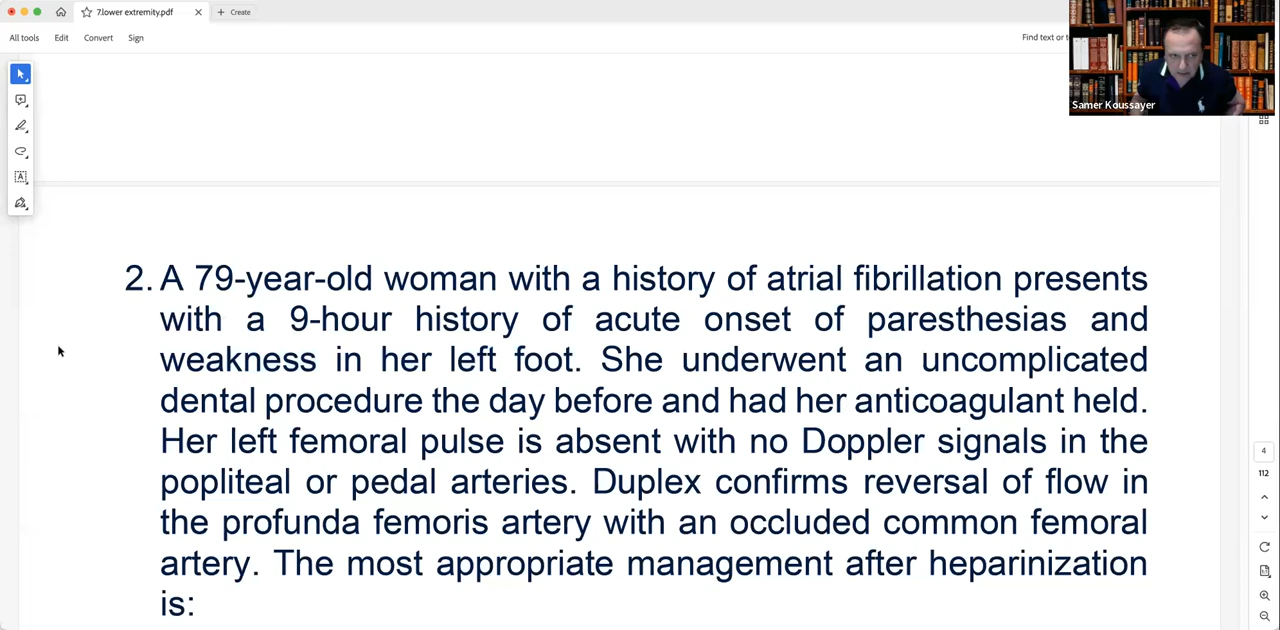 7.lower extremity.pdf
Create
All tools
Edit
Convert
Sign
Find text or
Samer Koussayer
2. A 79-year-old woman with a history of atrial fibrillation presents
with a 9-hour history of acute onset of paresthesias and
weakness in her left foot. She underwent an uncomplicated
dental procedure the day before and had her anticoagulant held.
Her left femoral pulse is absent with no Doppler signals in the
popliteal or pedal arteries. Duplex confirms reversal of flow in
the profunda femoris artery with an occluded common femoral
artery. The most appropriate management after heparinization
is:
4
112